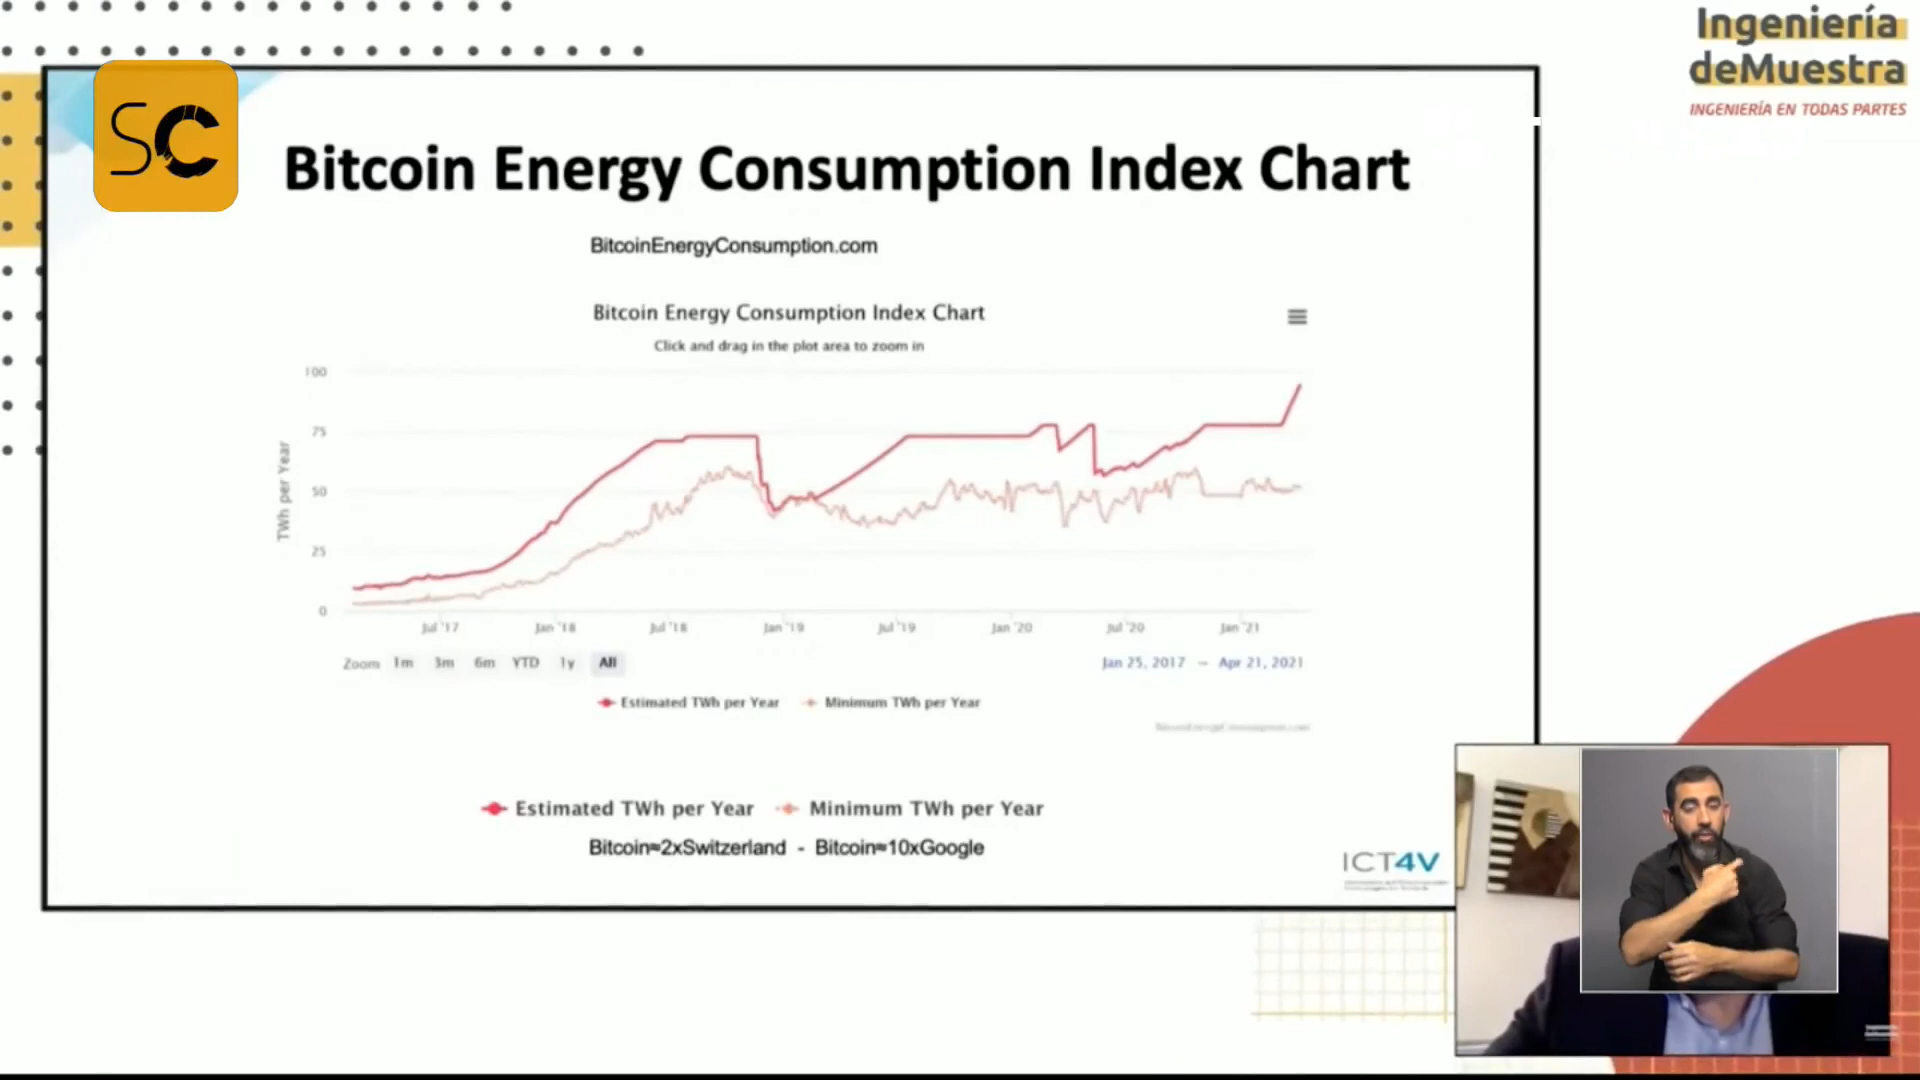 Ingeniería
deMuestra
INGENIERÍA EN TODAS PARTES
SC
Bitcoin Energy Consumption Index Chart
BitcoinEnergyConsumption.com
Bitcoin Energy Consumption Index Chart
Click and drag in the plot area to zoom in
100
75
50
25
0
TWh per Year
Jul '17 Jan '18 Jul '18 Jan '19 Jul '19 Jan '20 Jul '20 Jan '21
Zoom 1m 3m 6m YTD 1y All Jan 25, 2017 – Apr 21, 2021
Estimated TWh per Year Minimum TWh per Year
BitcoinEnergyConsumption.com
Estimated TWh per Year Minimum TWh per Year
Bitcoin≈2xSwitzerland - Bitcoin≈10xGoogle
ICT4V